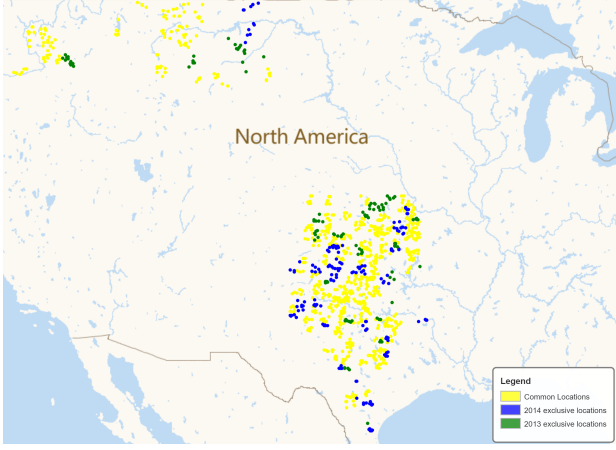 North America
Legend
Common Locations
2014 exclusive locations
2013 exclusive locations